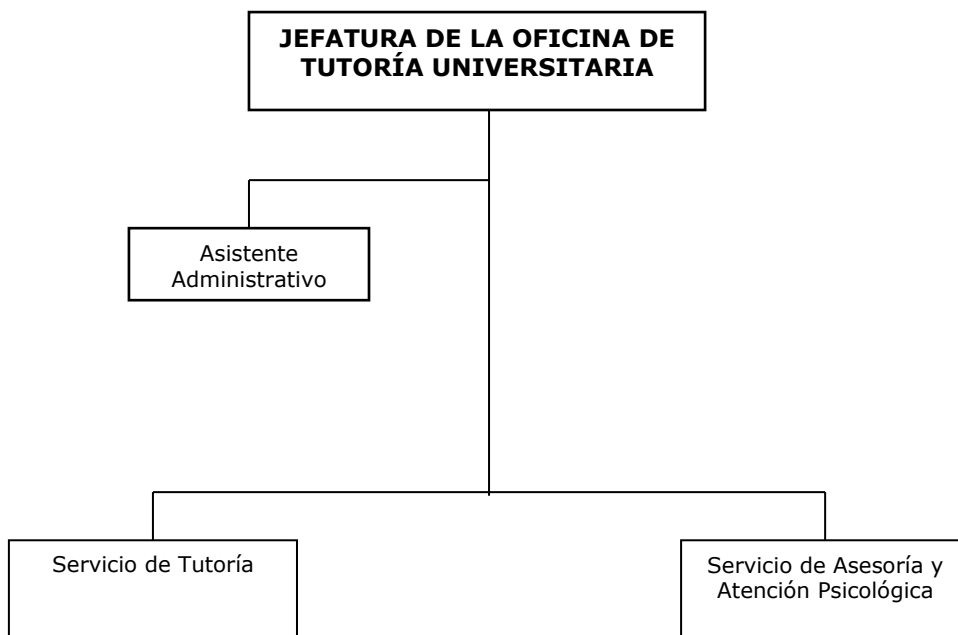 JEFATURA DE LA OFICINA DE
TUTORÍA UNIVERSITARIA
Asistente
Administrativo
Servicio de Tutoría
Servicio de Asesoría y
Atención Psicológica